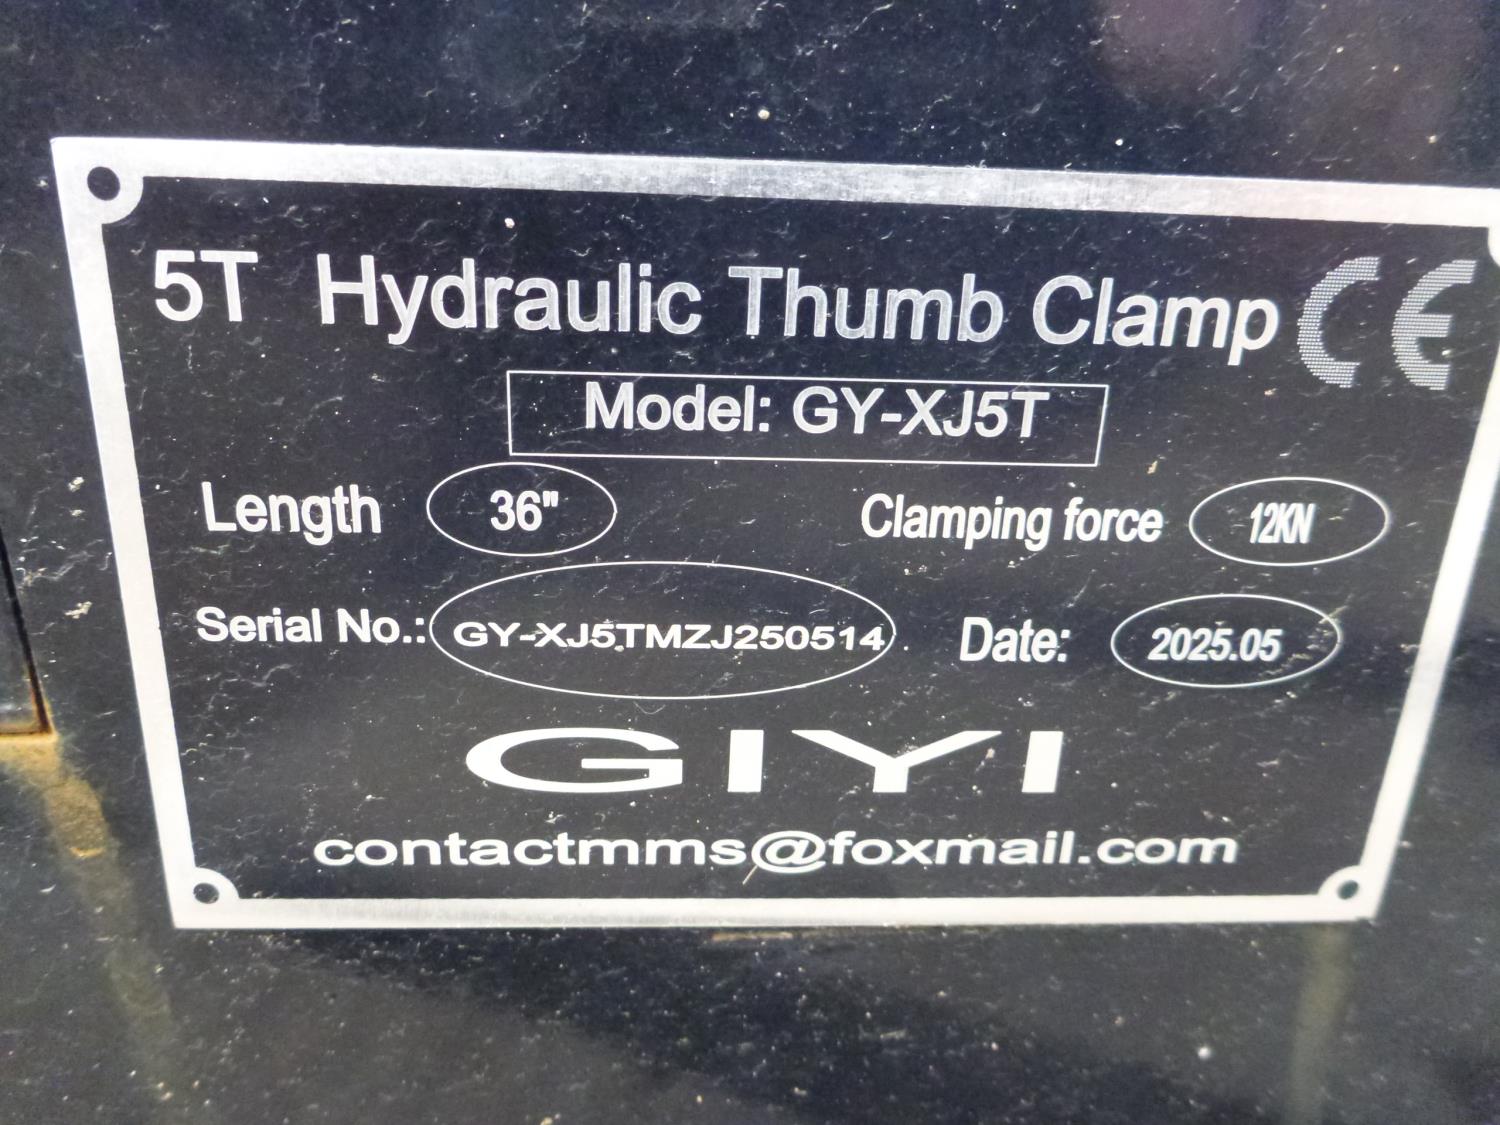 5T Hydraulic Thumb Clamp CE
Model: GY-XJ5T
Length 36" Clamping force 12KN
Serial No.: GY-XJ5TMZJ250514 Date: 2025.05
GIYI
contactmms@foxmail.com